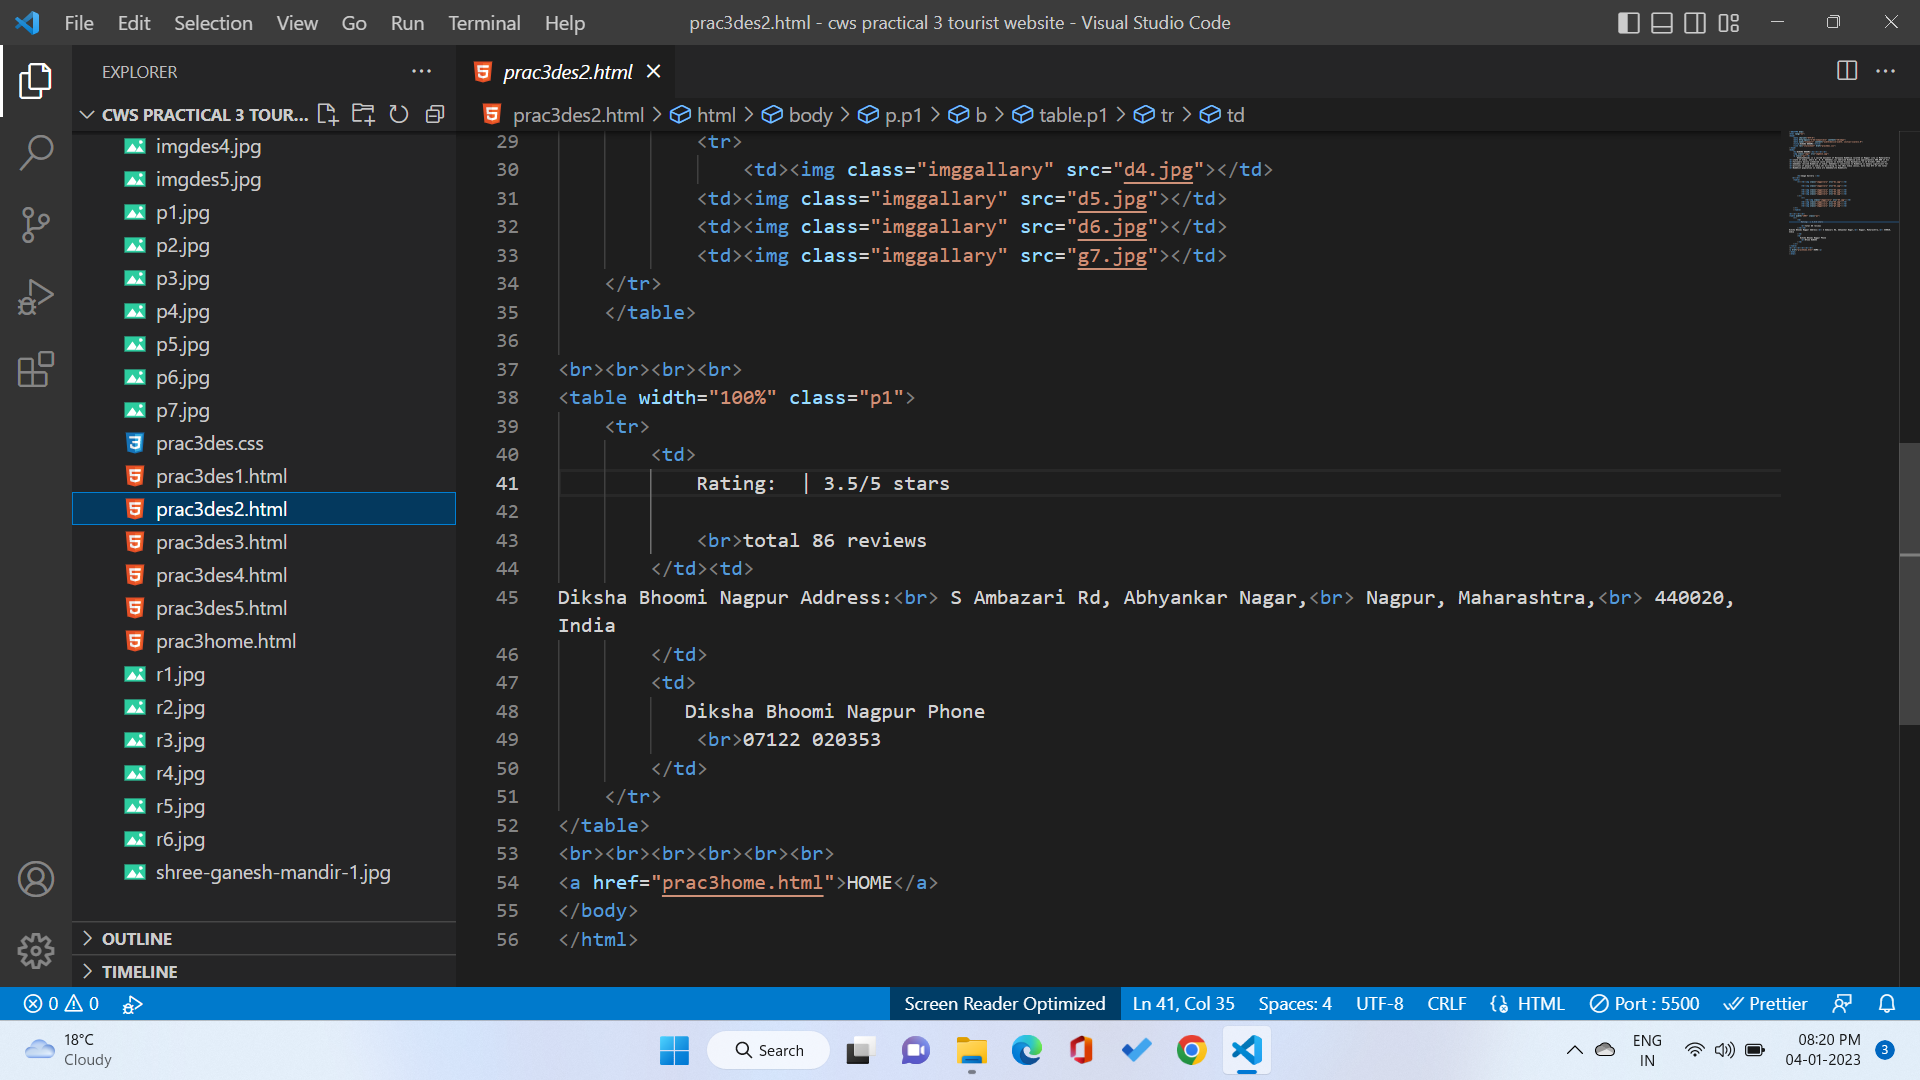 File Edit Selection View Go Run Terminal Help prac3des2.html - cws practical 3 tourist website - Visual Studio Code
EXPLORER
CWS PRACTICAL 3 TOUR...
imgdes4.jpg
imgdes5.jpg
p1.jpg
p2.jpg
p3.jpg
p4.jpg
p5.jpg
p6.jpg
p7.jpg
prac3des.css
prac3des1.html
prac3des2.html
prac3des3.html
prac3des4.html
prac3des5.html
prac3home.html
r1.jpg
r2.jpg
r3.jpg
r4.jpg
r5.jpg
r6.jpg
shree-ganesh-mandir-1.jpg
OUTLINE
TIMELINE
prac3des2.html
prac3des2.html > html > body > p.p1 > b > table.p1 > tr > td
29 <tr>
30 <td><img class="imggallary" src="d4.jpg"></td>
31 <td><img class="imggallary" src="d5.jpg"></td>
32 <td><img class="imggallary" src="d6.jpg"></td>
33 <td><img class="imggallary" src="g7.jpg"></td>
34 </tr>
35 </table>
36
37 <br><br><br><br>
38 <table width="100%" class="p1">
39 <tr>
40 <td>
41 Rating: | 3.5/5 stars
42
43 <br>total 86 reviews
44 </td><td>
45 Diksha Bhoomi Nagpur Address:<br> S Ambazari Rd, Abhyankar Nagar,<br> Nagpur, Maharashtra,<br> 440020,
India
46 </td>
47 <td>
48 Diksha Bhoomi Nagpur Phone
49 <br>07122 020353
50 </td>
51 </tr>
52 </table>
53 <br><br><br><br><br><br>
54 <a href="prac3home.html">HOME</a>
55 </body>
56 </html>
0 0 Screen Reader Optimized Ln 41, Col 35 Spaces: 4 UTF-8 CRLF HTML Port : 5500 Prettier
18°C
Cloudy
Search
ENG
IN
08:20 PM
04-01-2023
3